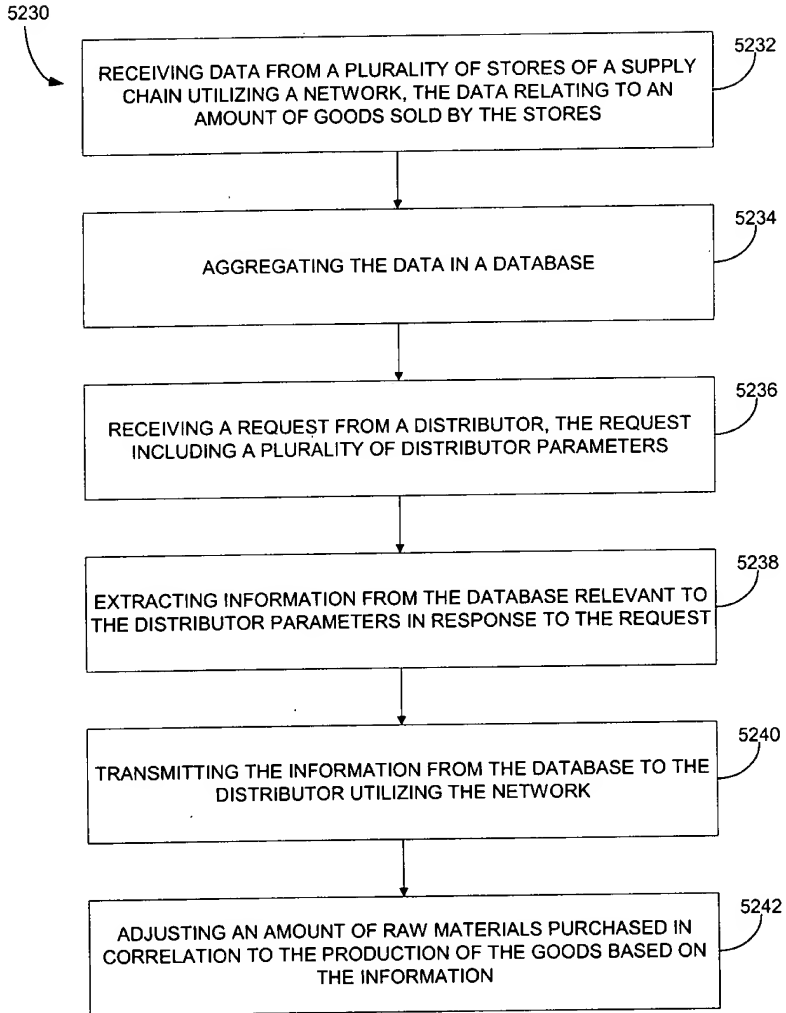 5230
5232
RECEIVING DATA FROM A PLURALITY OF STORES OF A SUPPLY
CHAIN UTILIZING A NETWORK, THE DATA RELATING TO AN
AMOUNT OF GOODS SOLD BY THE STORES
5234
AGGREGATING THE DATA IN A DATABASE
5236
RECEIVING A REQUEST FROM A DISTRIBUTOR, THE REQUEST
INCLUDING A PLURALITY OF DISTRIBUTOR PARAMETERS
5238
EXTRACTING INFORMATION FROM THE DATABASE RELEVANT TO
THE DISTRIBUTOR PARAMETERS IN RESPONSE TO THE REQUEST
5240
TRANSMITTING THE INFORMATION FROM THE DATABASE TO THE
DISTRIBUTOR UTILIZING THE NETWORK
5242
ADJUSTING AN AMOUNT OF RAW MATERIALS PURCHASED IN
CORRELATION TO THE PRODUCTION OF THE GOODS BASED ON
THE INFORMATION